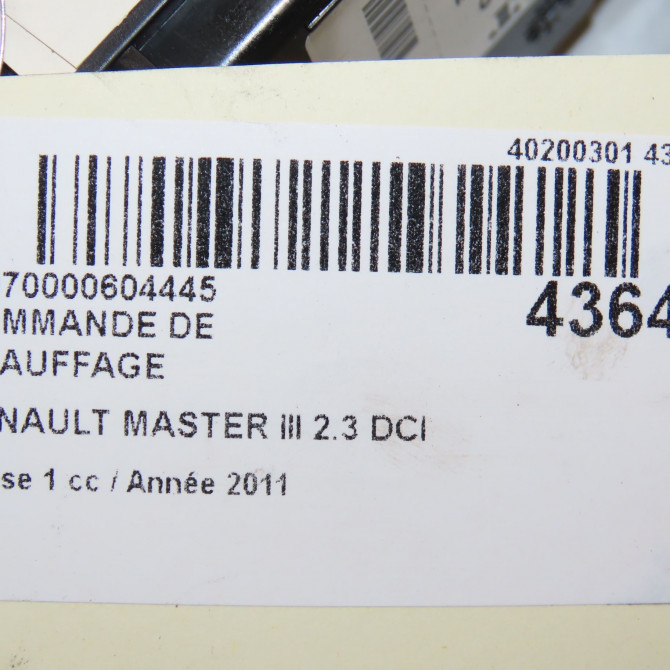 40200301 43
70000604445
4364
MMANDE DE
AUFFAGE
NAULT MASTER III 2.3 DCI
se 1 cc / Année 2011